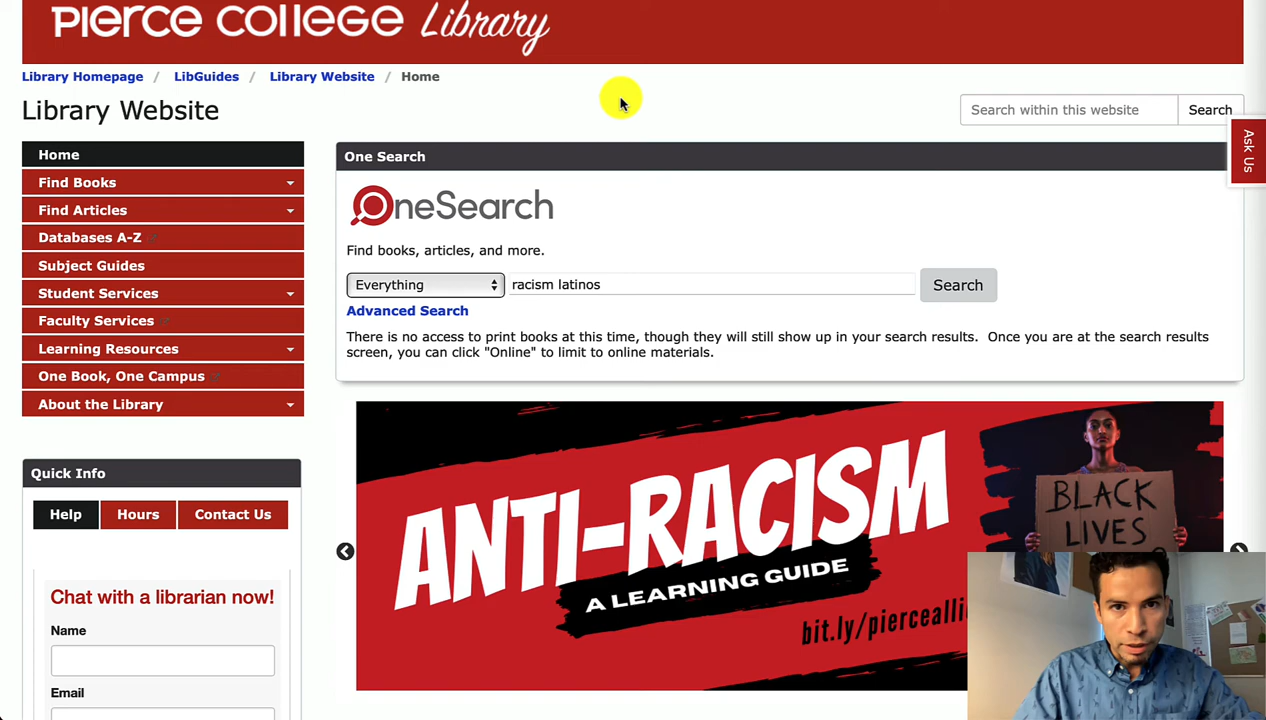 PIERCE COLLEGE Library
Library Homepage / LibGuides / Library Website / Home
Library Website
Search within this website
Search
Ask Us
Home
Find Books
Find Articles
Databases A-Z
Subject Guides
Student Services
Faculty Services
Learning Resources
One Book, One Campus
About the Library
One Search
OneSearch
Find books, articles, and more.
Everything
racism latinos
Search
Advanced Search
There is no access to print books at this time, though they will still show up in your search results. Once you are at the search results
screen, you can click "Online" to limit to online materials.
ANTI-RACISM
A LEARNING GUIDE
bit.ly/piercealli
BLACK
LIVES
Quick Info
Help
Hours
Contact Us
Chat with a librarian now!
Name
Email